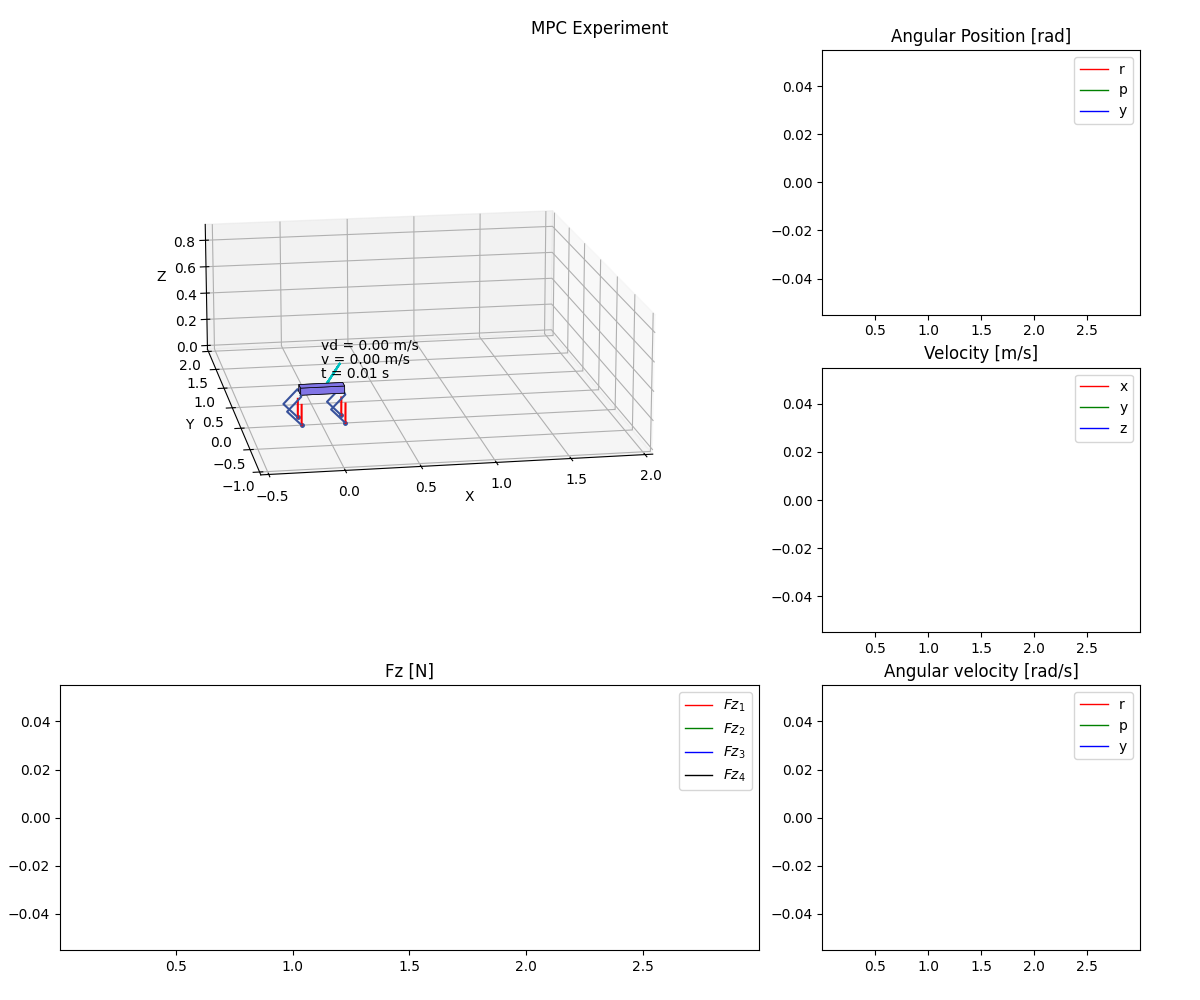 MPC Experiment
0.8
0.6
Z
0.4
0.2
0.0
2.0
1.5
1.0
Y
0.5
0.0
−0.5
−1.0
vd = 0.00 m/s
v = 0.00 m/s
t = 0.01 s
−0.5
0.0
0.5
1.0
1.5
2.0
X
Angular Position [rad]
0.04
0.02
0.00
−0.02
−0.04
r
p
y
0.5 1.0 1.5 2.0 2.5
Velocity [m/s]
0.04
0.02
0.00
−0.02
−0.04
x
y
z
0.5 1.0 1.5 2.0 2.5
Fz [N]
0.04
0.02
0.00
−0.02
−0.04
Fz₁
Fz₂
Fz₃
Fz₄
0.5 1.0 1.5 2.0 2.5
Angular velocity [rad/s]
0.04
0.02
0.00
−0.02
−0.04
r
p
y
0.5 1.0 1.5 2.0 2.5